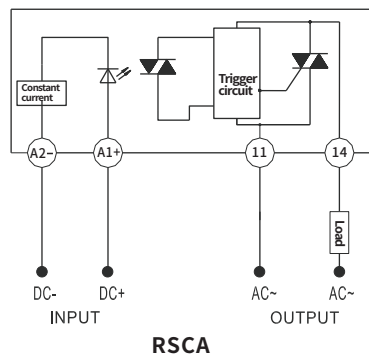 Constant
current
Trigger
circuit
A2-
A1+
11
14
Load
DC-
DC+
AC~
AC~
INPUT
OUTPUT
RSCA